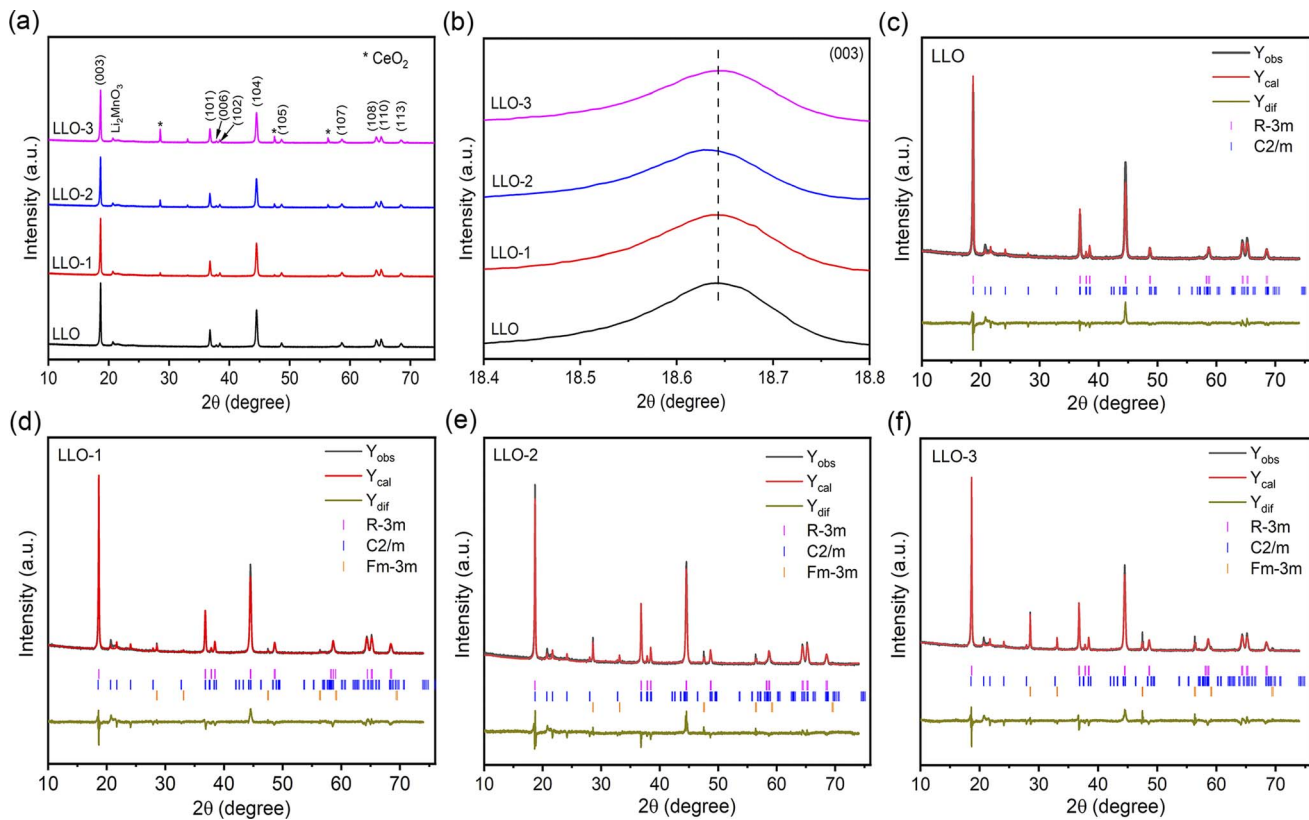 (a)
* CeO2
(003)
Li2MnO3
(101)
(006)
(102)
(104)
(105)
(107)
(108)
(110)
(113)
*
*
*
LLO-3
LLO-2
LLO-1
LLO
Intensity (a.u.)
10 20 30 40 50 60 70
2θ (degree)
(b)
(003)
LLO-3
LLO-2
LLO-1
LLO
Intensity (a.u.)
18.4 18.5 18.6 18.7 18.8
2θ (degree)
(c)
LLO
Yobs
Ycal
Ydif
R-3m
C2/m
Intensity (a.u.)
10 20 30 40 50 60 70
2θ (degree)
(d)
LLO-1
Yobs
Ycal
Ydif
R-3m
C2/m
Fm-3m
Intensity (a.u.)
10 20 30 40 50 60 70
2θ (degree)
(e)
LLO-2
Yobs
Ycal
Ydif
R-3m
C2/m
Fm-3m
Intensity (a.u.)
10 20 30 40 50 60 70
2θ (degree)
(f)
LLO-3
Yobs
Ycal
Ydif
R-3m
C2/m
Fm-3m
Intensity (a.u.)
10 20 30 40 50 60 70
2θ (degree)